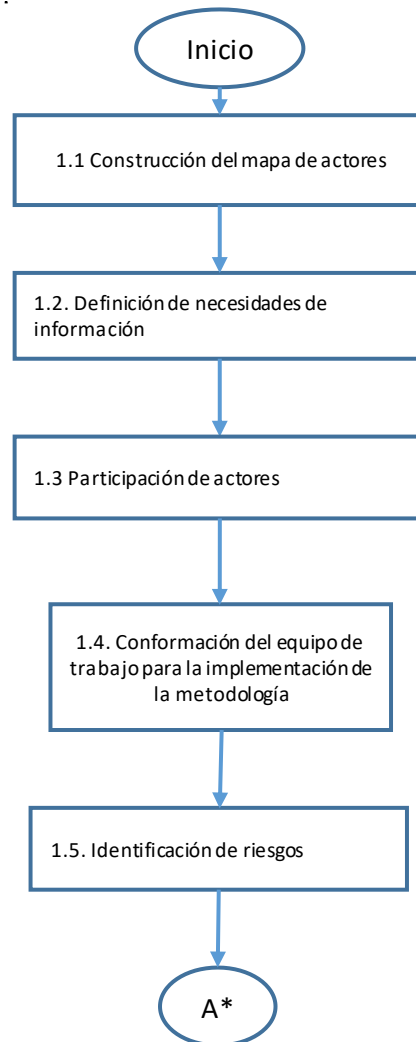 Inicio
1.1 Construcción del mapa de actores
1.2. Definición de necesidades de
información
1.3 Participación de actores
1.4. Conformación del equipo de
trabajo para la implementación de
la metodología
1.5. Identificación de riesgos
A*